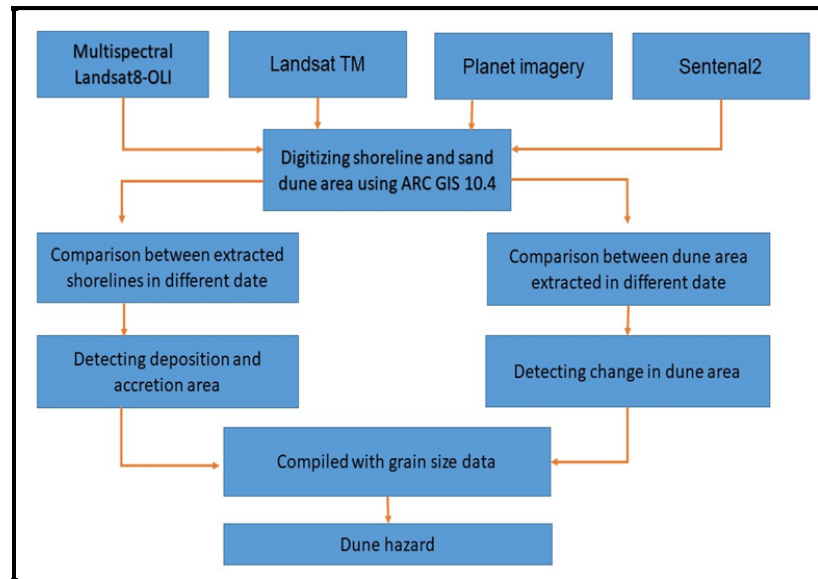 Multispectral
Landsat8-OLI
Landsat TM
Planet imagery
Sentenal2
Digitizing shoreline and sand
dune area using ARC GIS 10.4
Comparison between extracted
shorelines in different date
Comparison between dune area
extracted in different date
Detecting deposition and
accretion area
Detecting change in dune area
Compiled with grain size data
Dune hazard